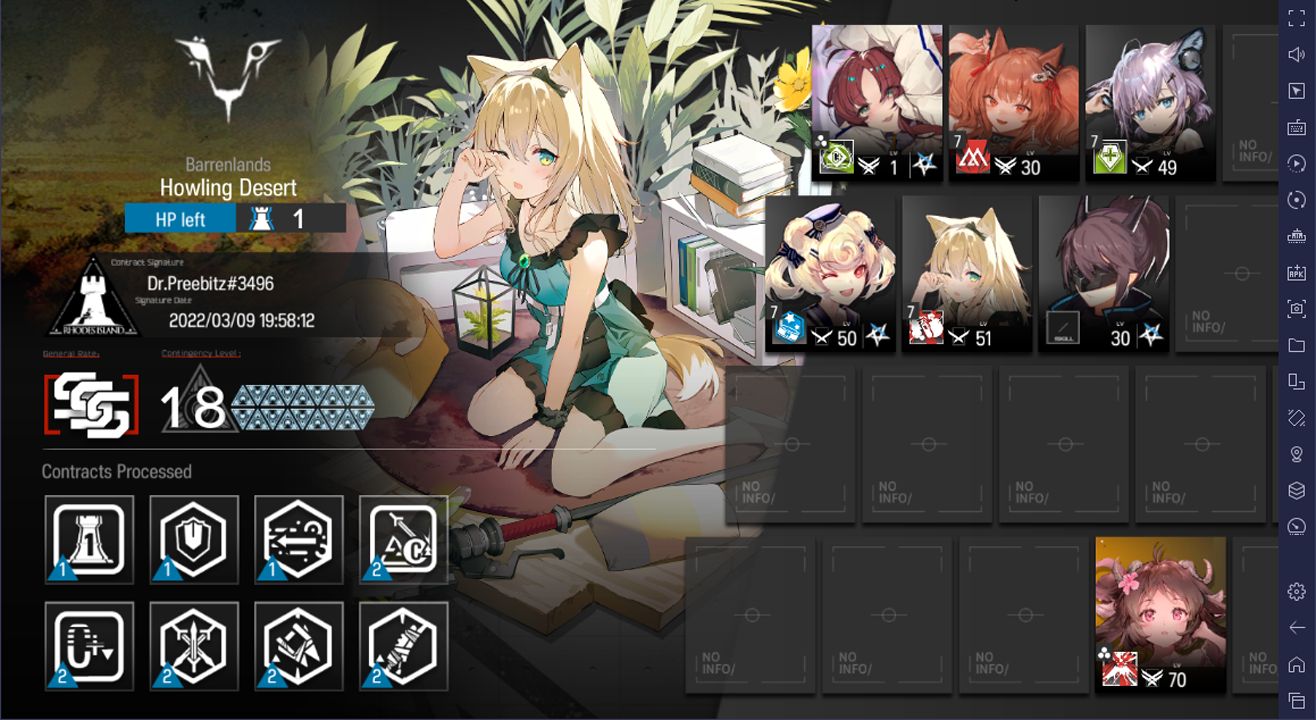 Barrenlands
Howling Desert
HP left 1
Contract Signature
Dr.Preebitz#3496
Signature Date
2022/03/09 19:58:12
RHODES ISLAND
General Rate:
Contingency Level :
18
Contracts Processed
1
1
1
1
C
2
2
2
2
2
LV
1
7
LV
30
7
LV
49
NO
INFO/
7
LV
50
7
LV
51
SKILL
LV
30
NO
INFO/
NO
INFO/
NO
INFO/
NO
INFO/
NO
INFO/
NO
INFO/
NO
INFO/
NO
INFO/
LV
70
NO
INFO/